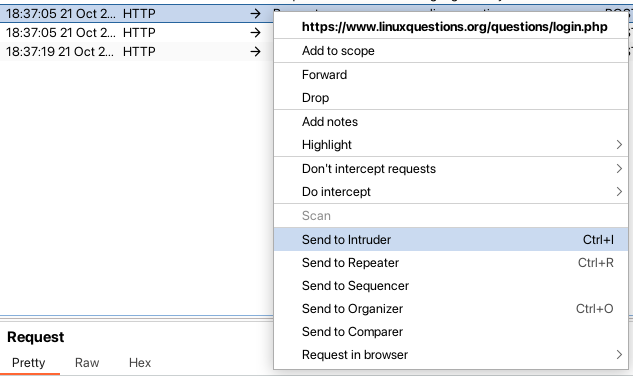 18:37:05 21 Oct 2... HTTP
https://www.linuxquestions.org/questions/login.php
18:37:05 21 Oct 2... HTTP
18:37:19 21 Oct 2... HTTP
Add to scope
Forward
Drop
Add notes
Highlight
Don't intercept requests
Do intercept
Scan
Send to Intruder Ctrl+I
Send to Repeater Ctrl+R
Send to Sequencer
Send to Organizer Ctrl+O
Send to Comparer
Request in browser
Request
Pretty Raw Hex